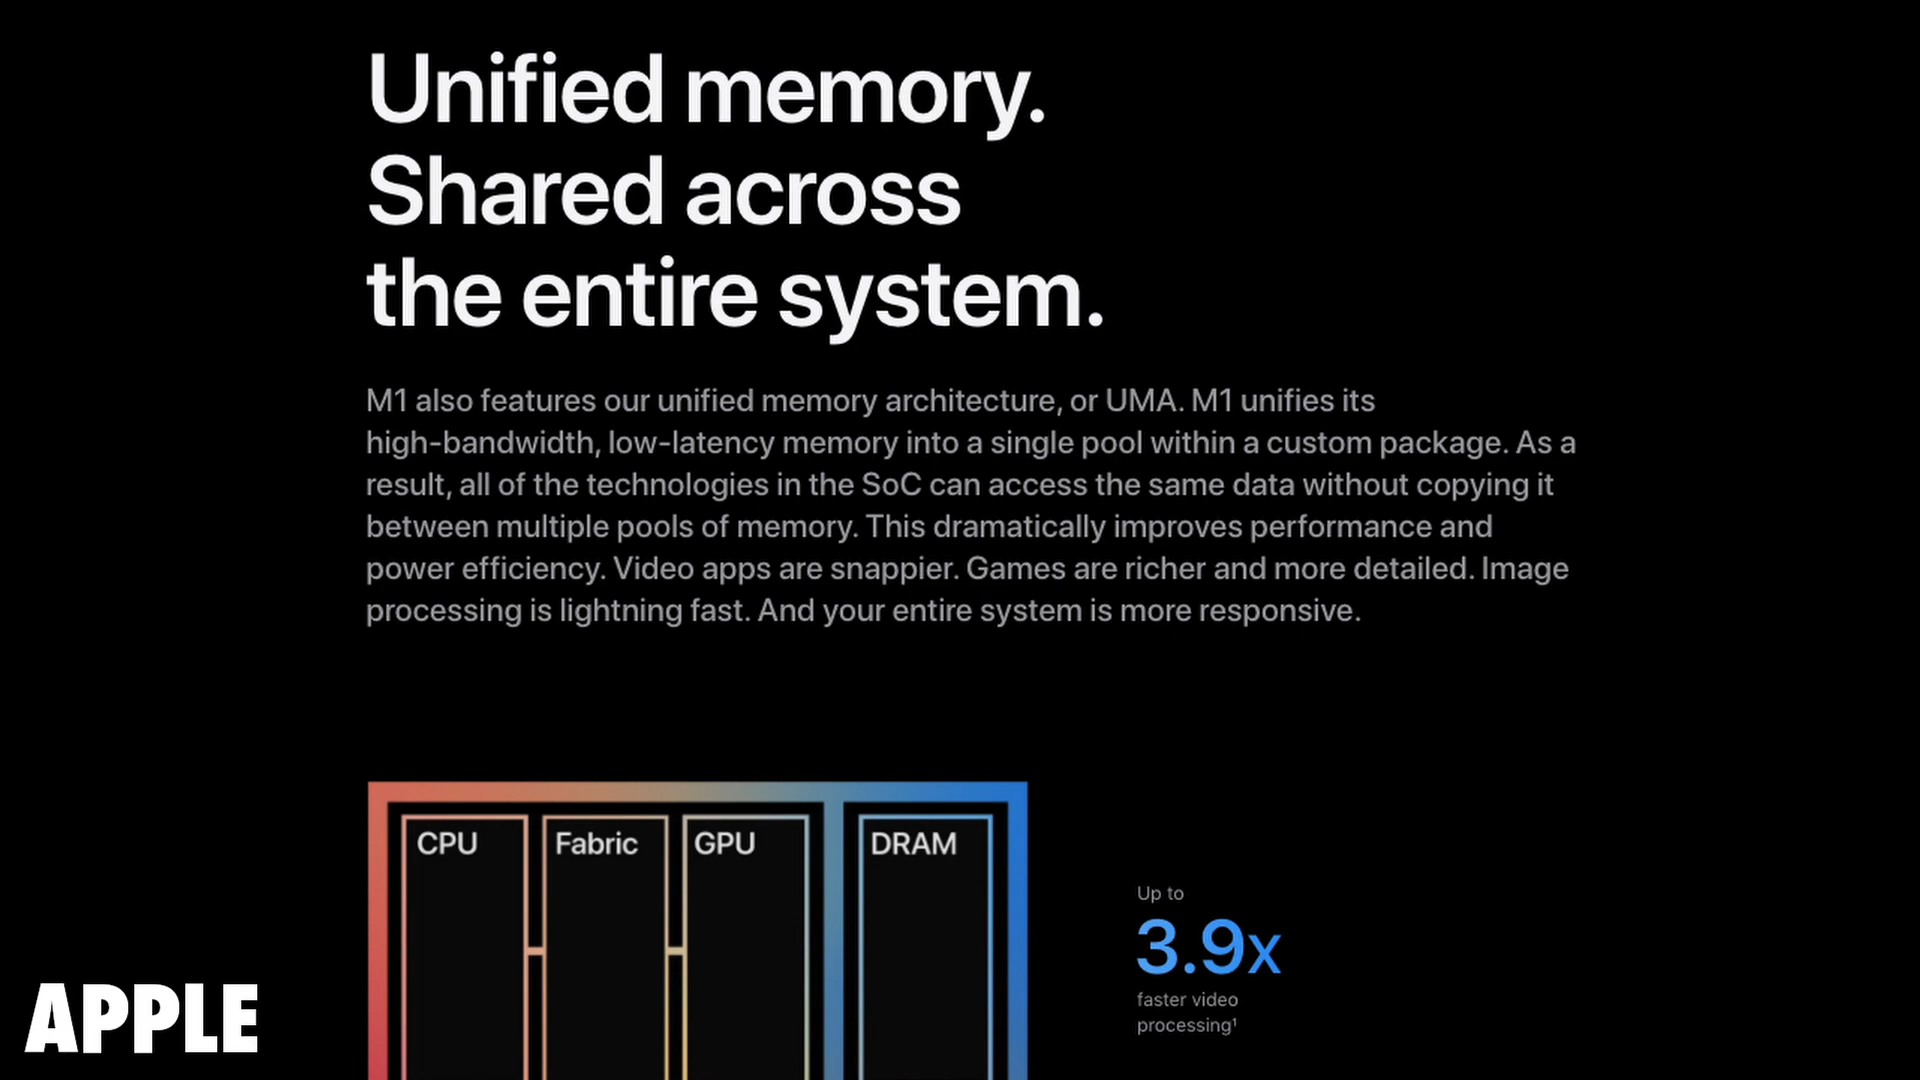 Unified memory.
Shared across
the entire system.
M1 also features our unified memory architecture, or UMA. M1 unifies its
high-bandwidth, low-latency memory into a single pool within a custom package. As a
result, all of the technologies in the SoC can access the same data without copying it
between multiple pools of memory. This dramatically improves performance and
power efficiency. Video apps are snappier. Games are richer and more detailed. Image
processing is lightning fast. And your entire system is more responsive.
CPU
Fabric
GPU
DRAM
Up to
3.9x
faster video
processing¹
APPLE